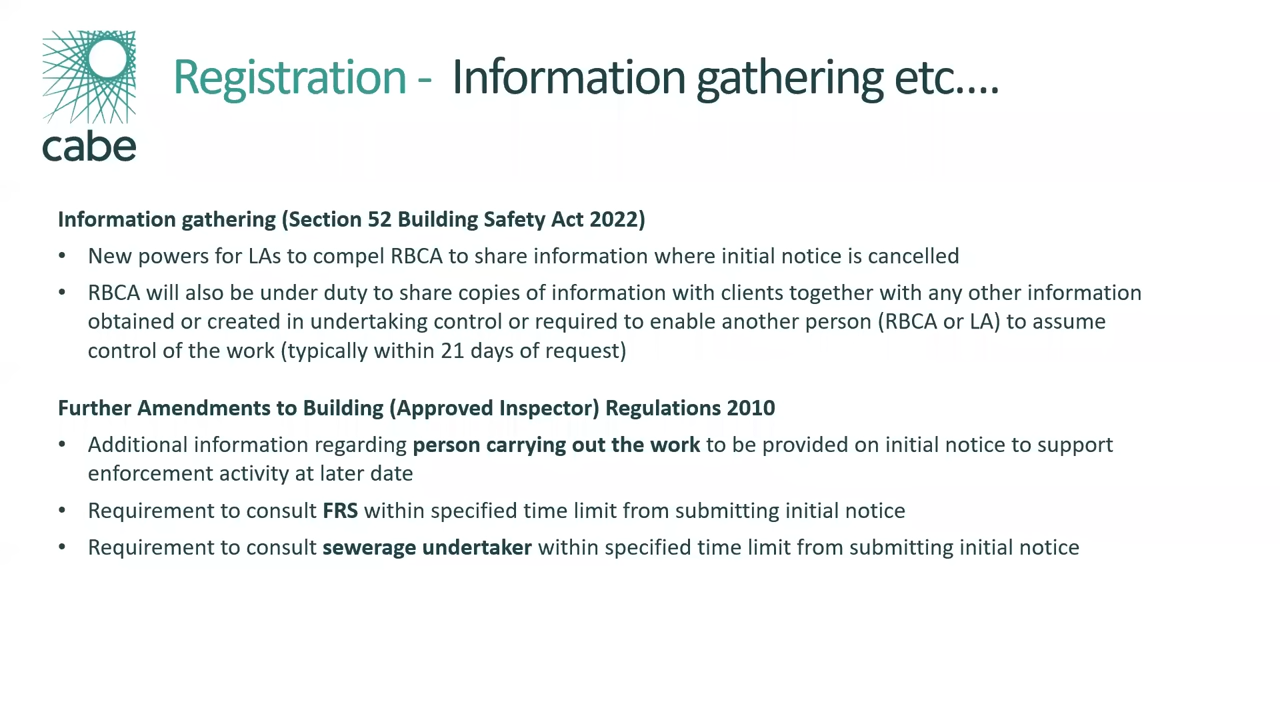 cabe
Registration - Information gathering etc....
Information gathering (Section 52 Building Safety Act 2022)
• New powers for LAs to compel RBCA to share information where initial notice is cancelled
• RBCA will also be under duty to share copies of information with clients together with any other information
obtained or created in undertaking control or required to enable another person (RBCA or LA) to assume
control of the work (typically within 21 days of request)
Further Amendments to Building (Approved Inspector) Regulations 2010
• Additional information regarding person carrying out the work to be provided on initial notice to support
enforcement activity at later date
• Requirement to consult FRS within specified time limit from submitting initial notice
• Requirement to consult sewerage undertaker within specified time limit from submitting initial notice